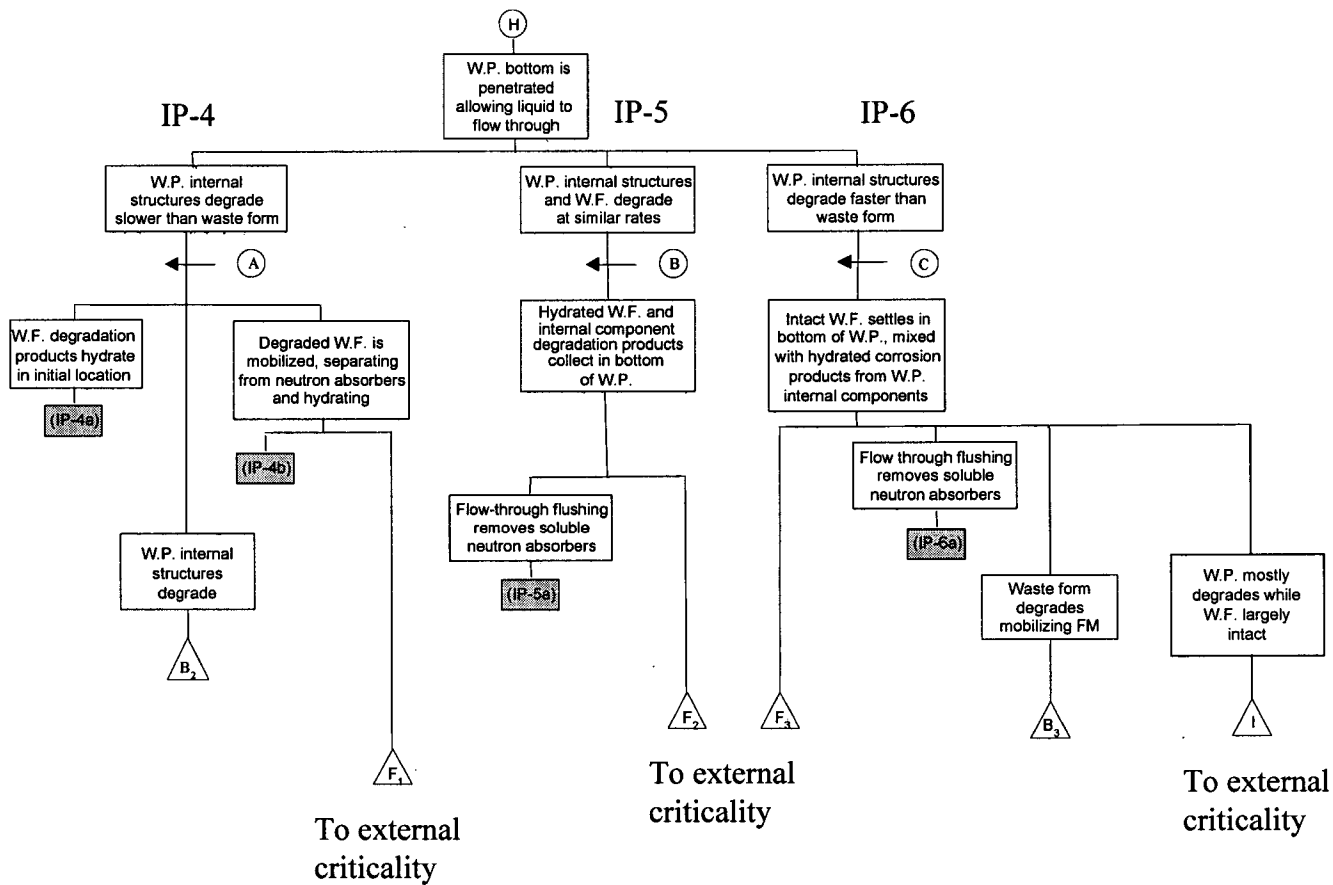 H
W.P. bottom is
penetrated
allowing liquid to
flow through
IP-4
IP-5
IP-6
W.P. internal
structures degrade
slower than waste form
W.P. internal structures
and W.F. degrade
at similar rates
W.P. internal structures
degrade faster than
waste form
A
B
C
W.F. degradation
products hydrate
in initial location
(IP-4a)
Degraded W.F. is
mobilized, separating
from neutron absorbers
and hydrating
(IP-4b)
Hydrated W.F. and
internal component
degradation products
collect in bottom
of W.P.
Intact W.F. settles in
bottom of W.P., mixed
with hydrated corrosion
products from W.P.
internal components
Flow-through flushing
removes soluble
neutron absorbers
(IP-5a)
Flow through flushing
removes soluble
neutron absorbers
(IP-6a)
W.P. internal
structures
degrade
Waste form
degrades
mobilizing FM
W.P. mostly
degrades while
W.F. largely
intact
B2
F1
F2
F3
B3
I
To external
criticality
To external
criticality
To external
criticality